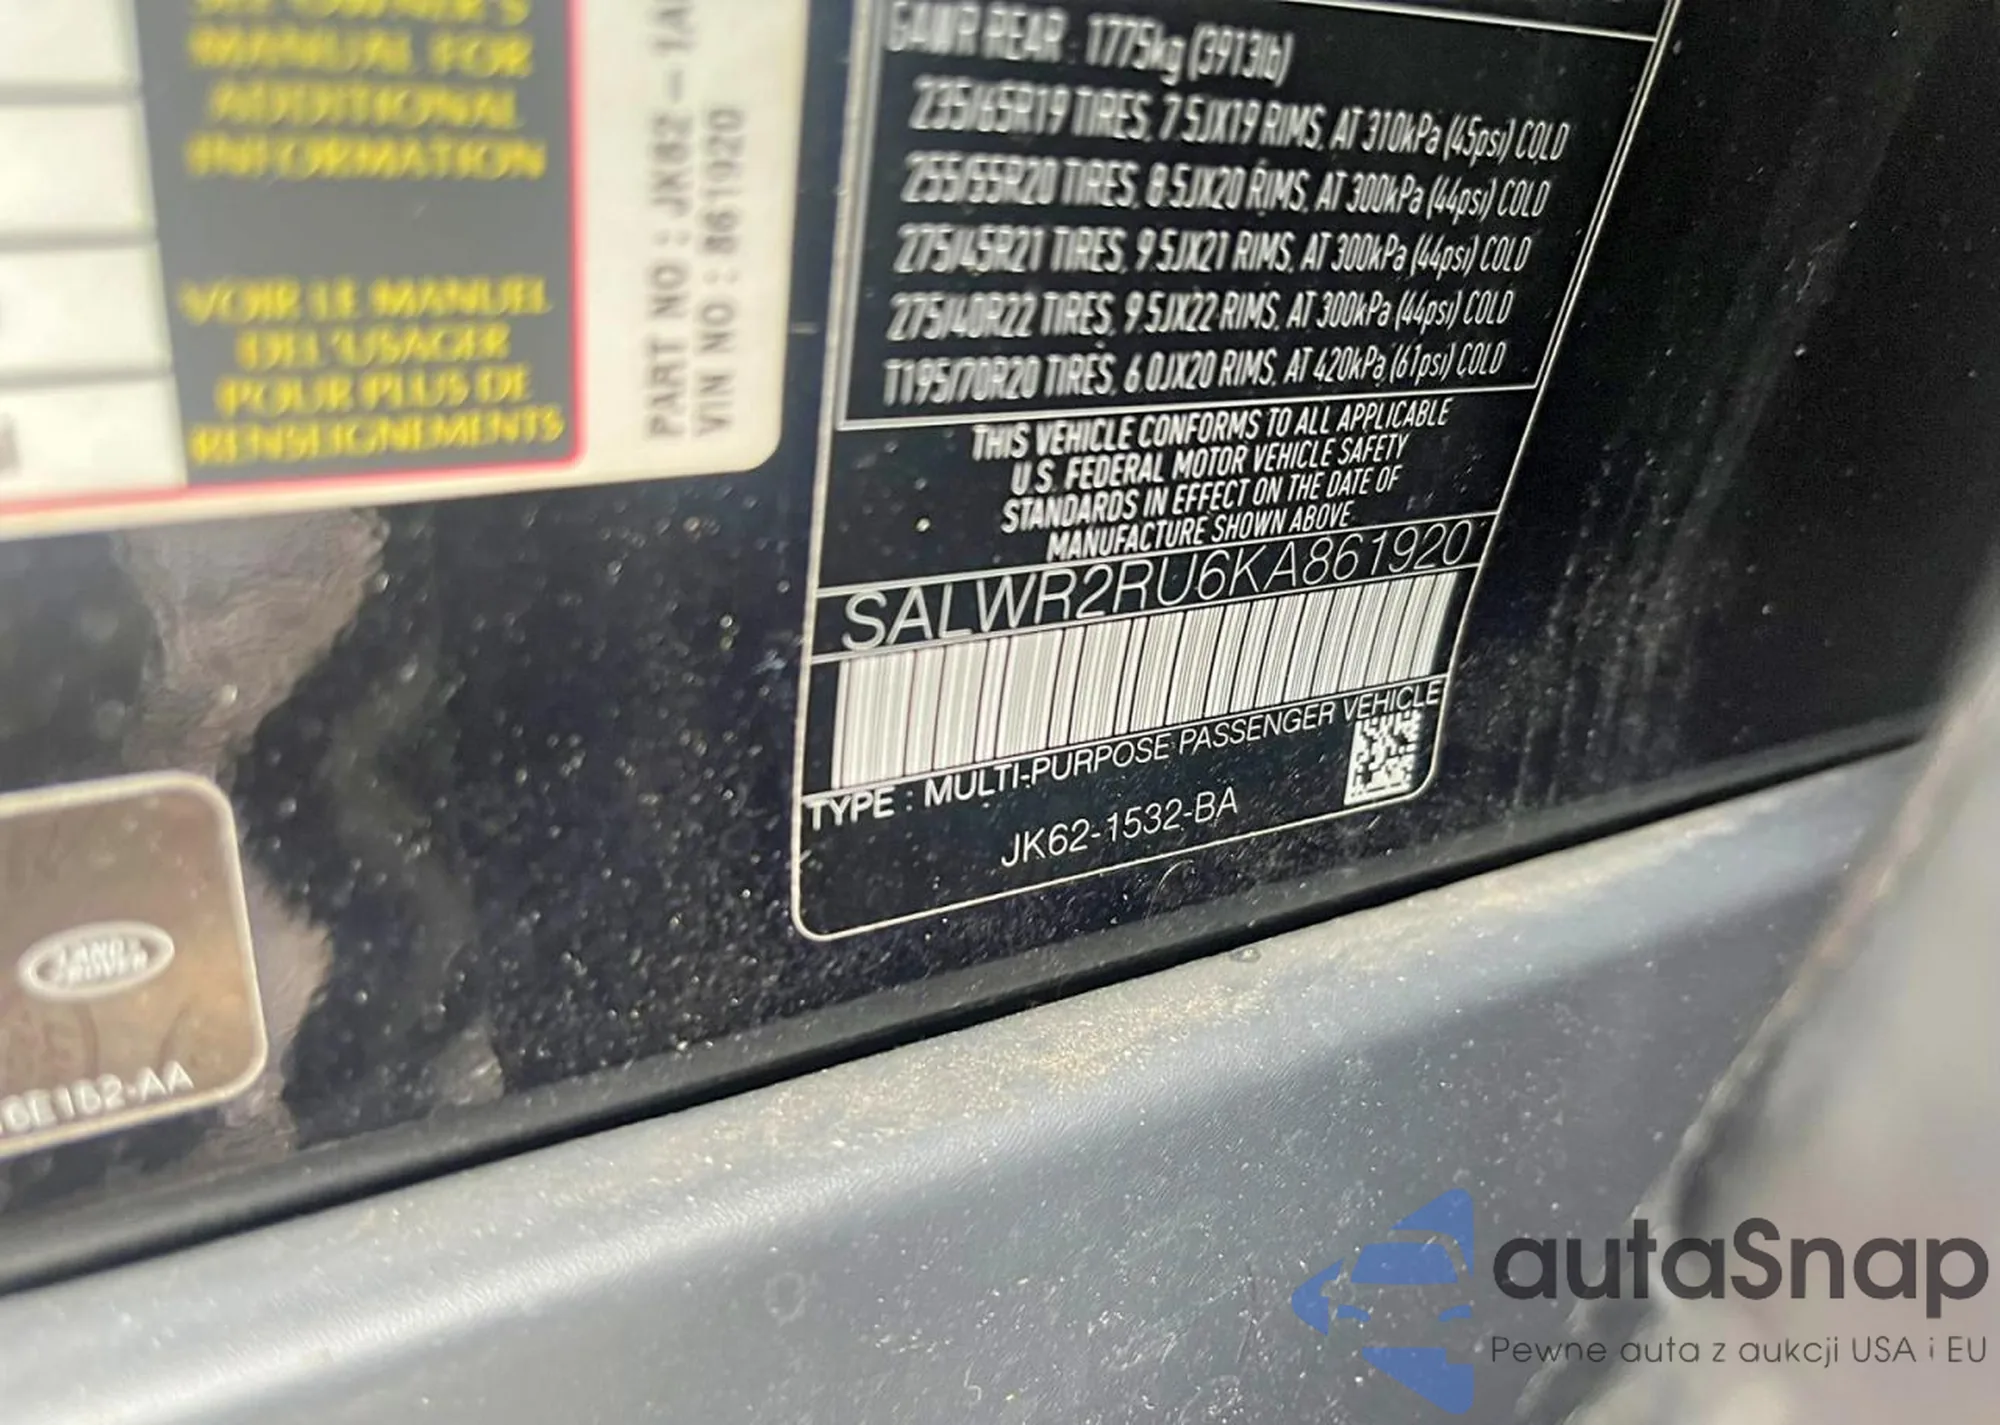 SEE OWNER'S
MANUAL FOR
ADDITIONAL
INFORMATION
VOIR LE MANUEL
DEL'USAGER
POUR PLUS DE
RENSEIGNEMENTS
PART NO : JK62-1A
VIN NO : 861920
GAWR REAR : 1775kg (3913lb)
235/65R19 TIRES, 7.5JX19 RIMS, AT 310kPa (45psi) COLD
255/55R20 TIRES, 8.5JX20 RIMS, AT 300kPa (44psi) COLD
275/45R21 TIRES, 9.5JX21 RIMS, AT 300kPa (44psi) COLD
275/40R22 TIRES, 9.5JX22 RIMS, AT 300kPa (44psi) COLD
T195/70R20 TIRES, 6.0JX20 RIMS, AT 420kPa (61psi) COLD
THIS VEHICLE CONFORMS TO ALL APPLICABLE
U.S. FEDERAL MOTOR VEHICLE SAFETY
STANDARDS IN EFFECT ON THE DATE OF
MANUFACTURE SHOWN ABOVE
SALWR2RU6KA861920
TYPE : MULTI-PURPOSE PASSENGER VEHICLE
JK62-1532-BA
LAND
ROVER
autaSnap
Pewne auta z aukcji USA i EU